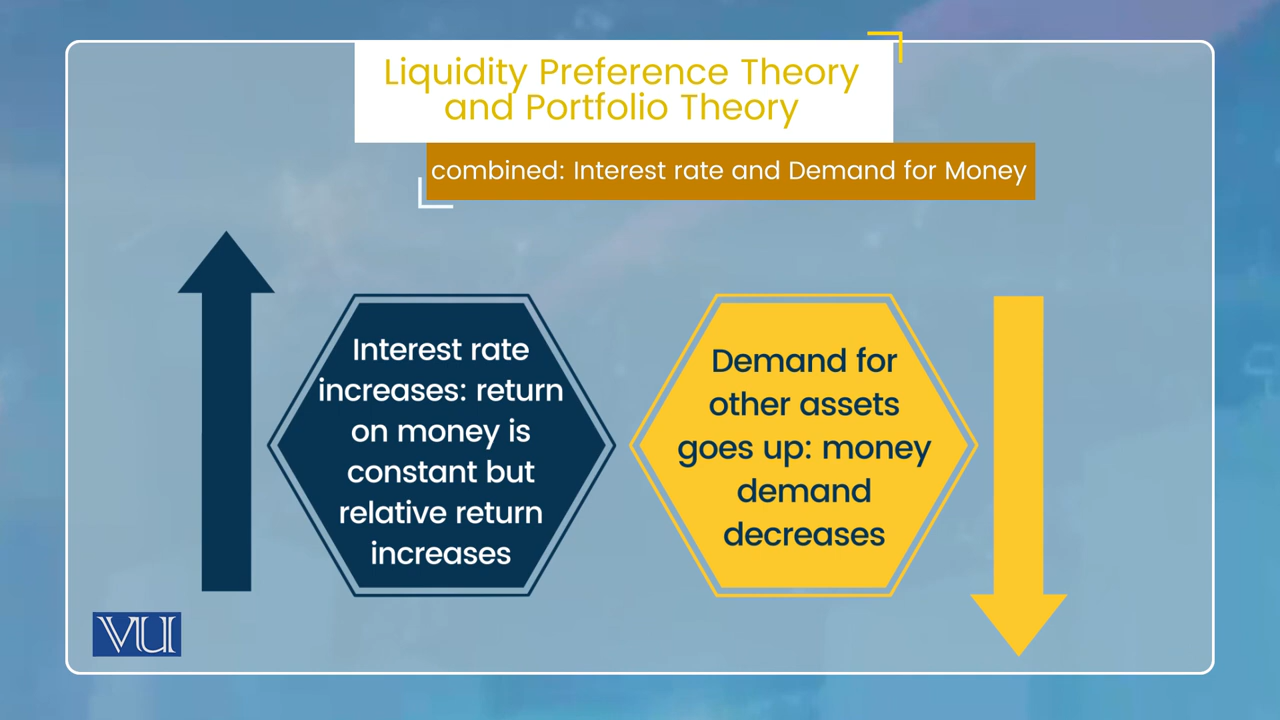 Liquidity Preference Theory
and Portfolio Theory
combined: Interest rate and Demand for Money
Interest rate
increases: return
on money is
constant but
relative return
increases
Demand for
other assets
goes up: money
demand
decreases
VU